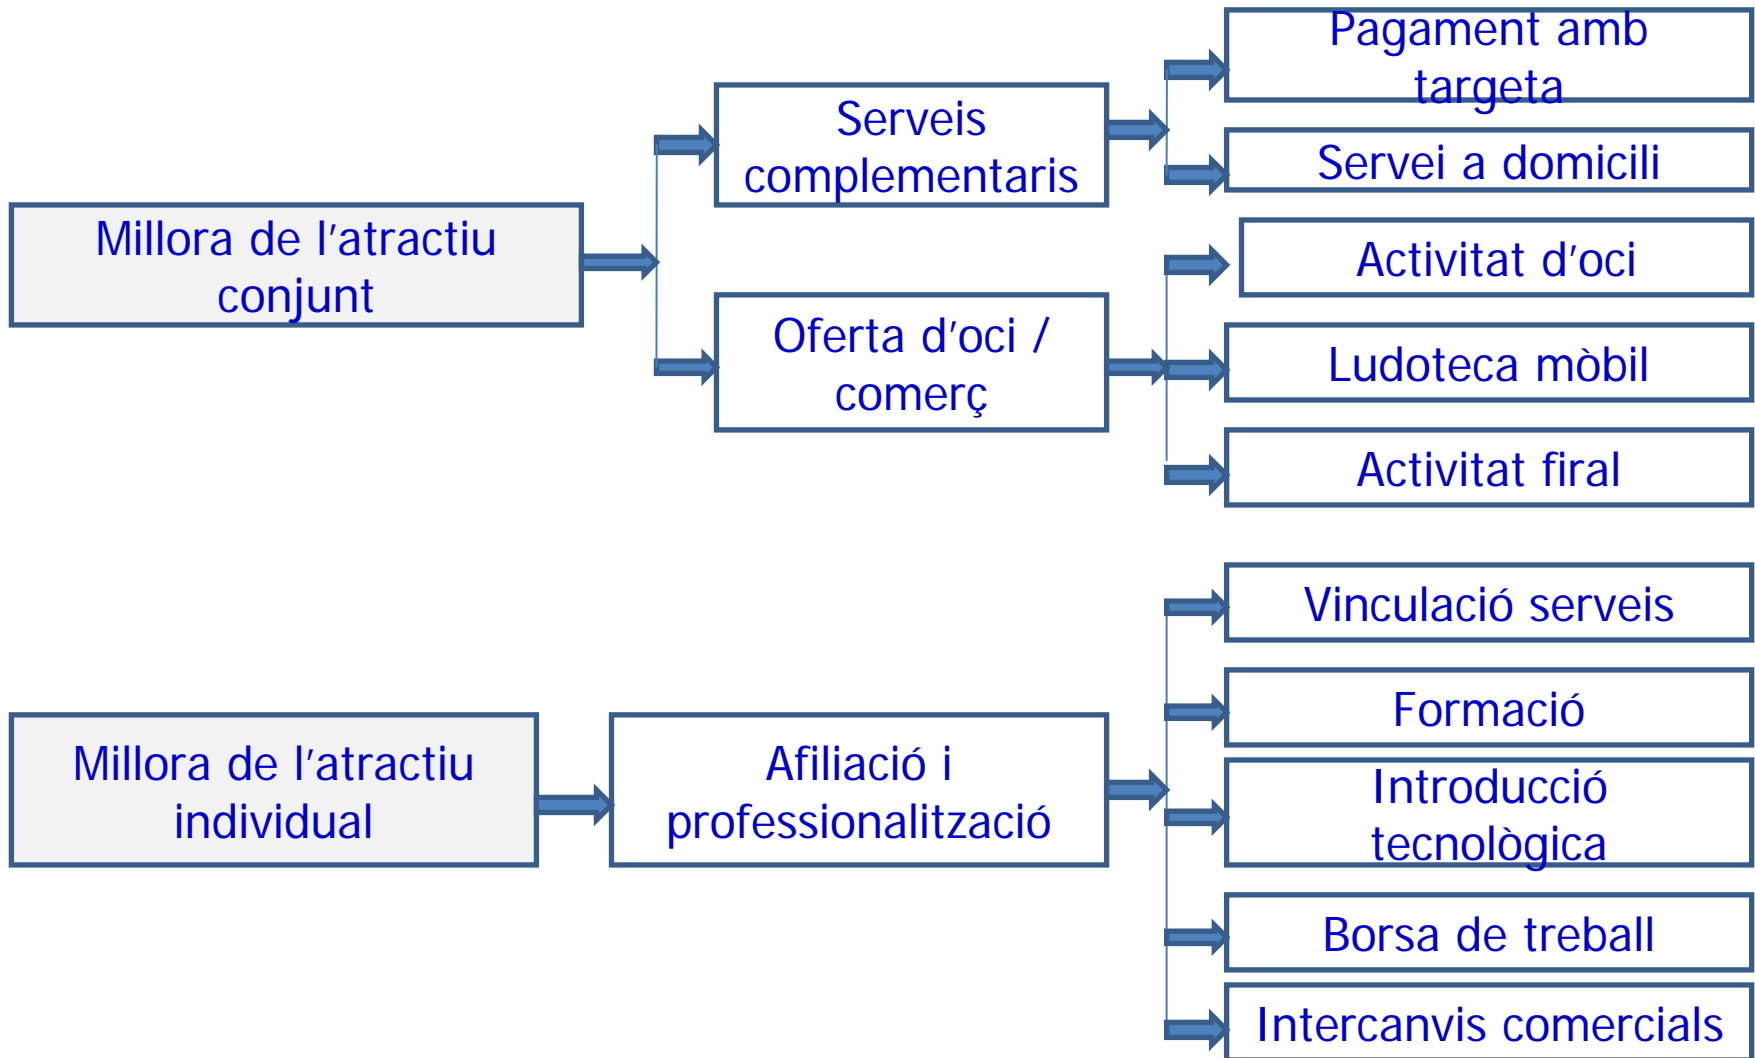 Pagament amb
targeta
Serveis
complementaris
Servei a domicili
Millora de l'atractiu
conjunt
Activitat d'oci
Oferta d'oci /
comerç
Ludoteca mòbil
Activitat firal
Vinculació serveis
Formació
Millora de l'atractiu
individual
Afiliació i
professionalització
Introducció
tecnològica
Borsa de treball
Intercanvis comercials